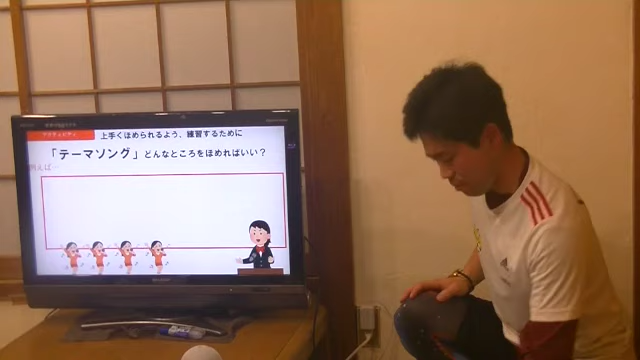 アクティビティ
上手くほめられるよう、練習するために
「テーマソング」どんなところをほめればいい？
例えば…
SHARP
adidas